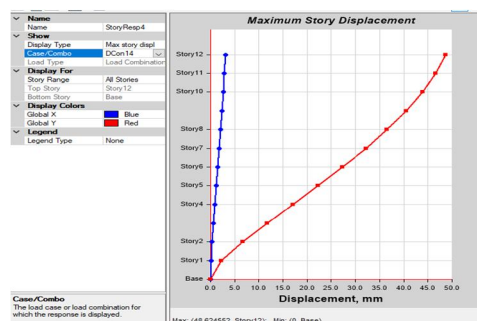 Name
Name StoryResp4
Show
Display Type Max story displ
Case/Combo DCon14
Load Type Load Combination
Display For
Story Range All Stories
Top Story Story12
Bottom Story Base
Display Colors
Global X Blue
Global Y Red
Legend
Legend Type None
Case/Combo
The load case or load combination for
which the response is displayed.
Maximum Story Displacement
Story12
Story11
Story10
Story8
Story7
Story6
Story5
Story4
Story2
Story1
Base
0.0 5.0 10.0 15.0 20.0 25.0 30.0 35.0 40.0 45.0 50.0
Displacement, mm
Max: (48.624552, Story12); Min: (0, Base)